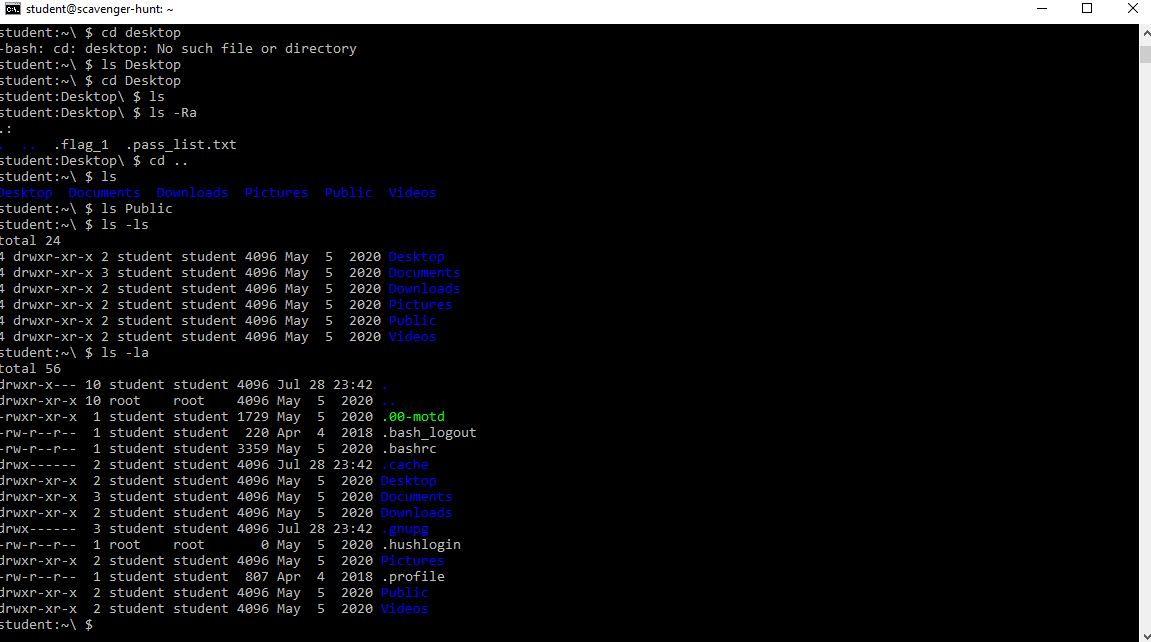 student@scavenger-hunt: ~
student:~\ $ cd desktop
-bash: cd: desktop: No such file or directory
student:~\ $ ls Desktop
student:~\ $ cd Desktop
student:Desktop\ $ ls
student:Desktop\ $ ls -Ra
.:
.  ..  .flag_1  .pass_list.txt
student:Desktop\ $ cd ..
student:~\ $ ls
Desktop  Documents  Downloads  Pictures  Public  Videos
student:~\ $ ls Public
student:~\ $ ls -ls
total 24
4 drwxr-xr-x 2 student student 4096 May  5  2020 Desktop
4 drwxr-xr-x 3 student student 4096 May  5  2020 Documents
4 drwxr-xr-x 2 student student 4096 May  5  2020 Downloads
4 drwxr-xr-x 2 student student 4096 May  5  2020 Pictures
4 drwxr-xr-x 2 student student 4096 May  5  2020 Public
4 drwxr-xr-x 2 student student 4096 May  5  2020 Videos
student:~\ $ ls -la
total 56
drwxr-x--- 10 student student 4096 Jul 28 23:42 .
drwxr-xr-x 10 root    root    4096 May  5  2020 ..
-rwxr-xr-x  1 student student 1729 May  5  2020 .00-motd
-rw-r--r--  1 student student  220 Apr  4  2018 .bash_logout
-rw-r--r--  1 student student 3359 May  5  2020 .bashrc
drwx------  2 student student 4096 Jul 28 23:42 .cache
drwxr-xr-x  2 student student 4096 May  5  2020 Desktop
drwxr-xr-x  3 student student 4096 May  5  2020 Documents
drwxr-xr-x  2 student student 4096 May  5  2020 Downloads
drwx------  3 student student 4096 Jul 28 23:42 .gnupg
-rw-r--r--  1 root    root       0 May  5  2020 .hushlogin
drwxr-xr-x  2 student student 4096 May  5  2020 Pictures
-rw-r--r--  1 student student  807 Apr  4  2018 .profile
drwxr-xr-x  2 student student 4096 May  5  2020 Public
drwxr-xr-x  2 student student 4096 May  5  2020 Videos
student:~\ $